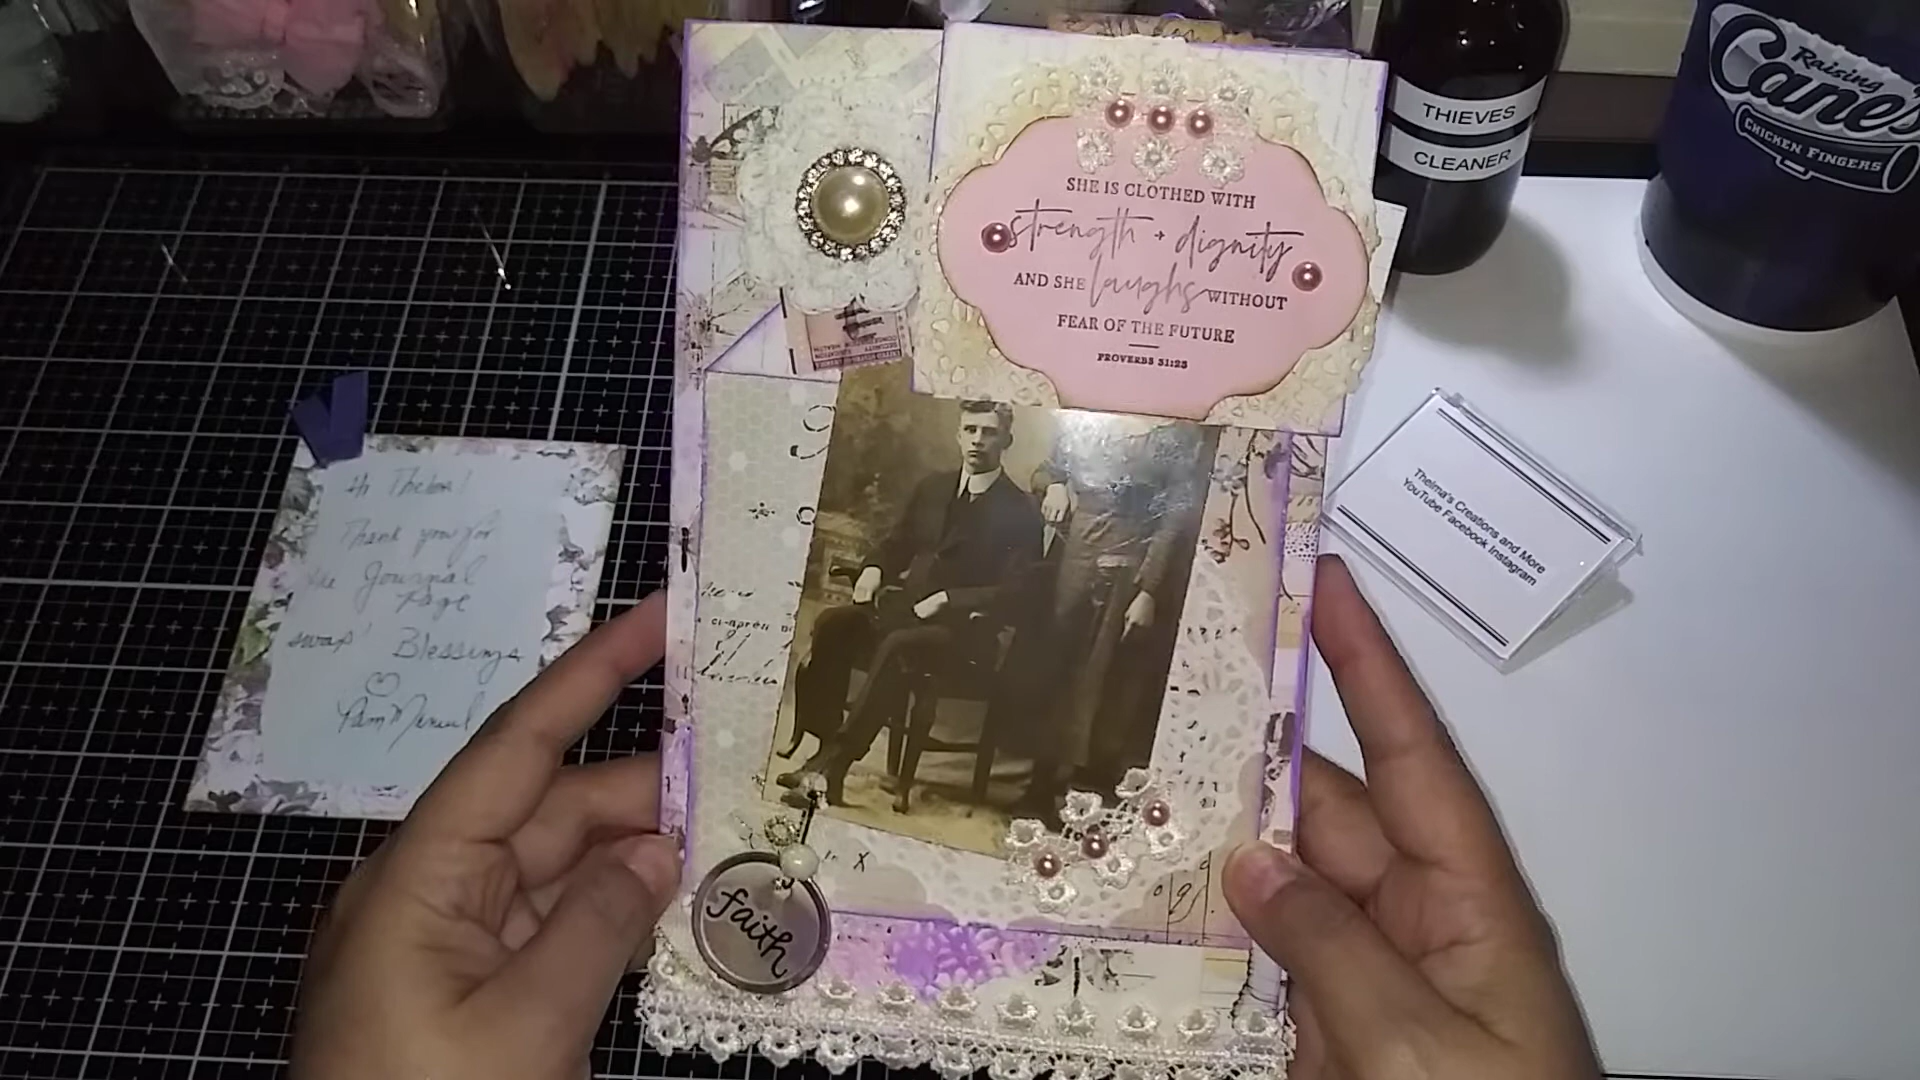 Raising
Cane's
CHICKEN FINGERS
THIEVES
CLEANER
SHE IS CLOTHED WITH
strength + dignity
AND SHE laughs WITHOUT
FEAR OF THE FUTURE
PROVERBS 31:25
Thelma's Creations and More
YouTube Facebook Instagram
Hi Thelma!
Thank you for
the Journal
Page
swap! Blessings
Pam
faith